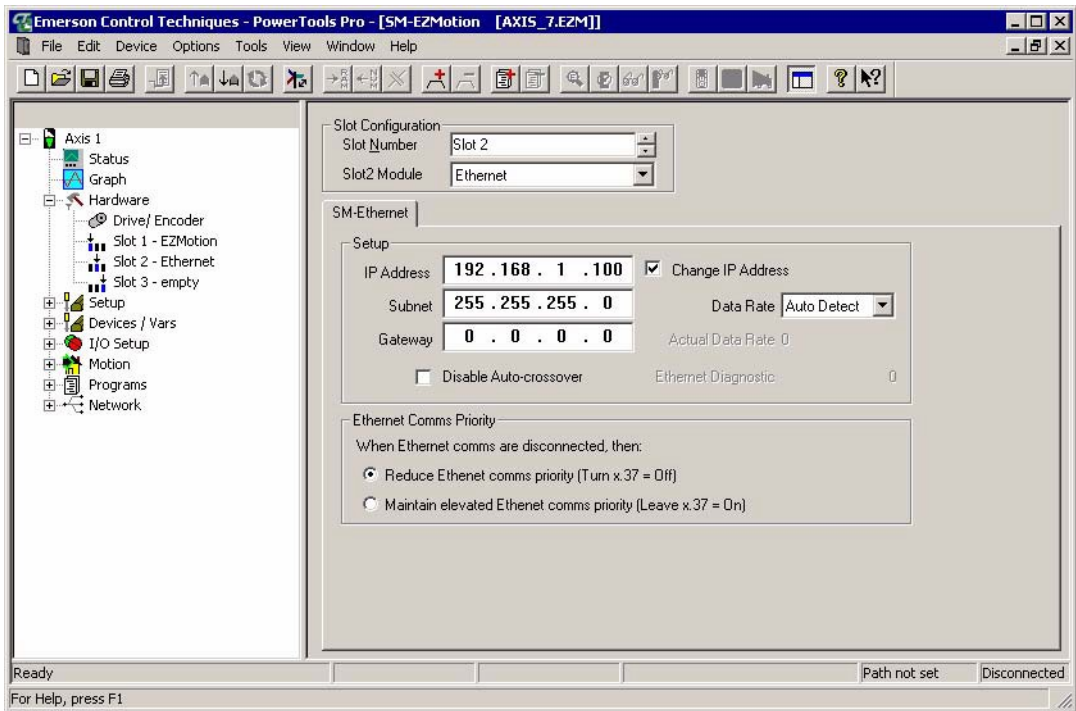 Emerson Control Techniques - PowerTools Pro - [SM-EZMotion [AXIS_7.EZM]]
File Edit Device Options Tools View Window Help
Axis 1
Status
Graph
Hardware
Drive/ Encoder
Slot 1 - EZMotion
Slot 2 - Ethernet
Slot 3 - empty
Setup
Devices / Vars
I/O Setup
Motion
Programs
Network
Slot Configuration
Slot Number Slot 2
Slot2 Module Ethernet
SM-Ethernet
Setup
IP Address 192 . 168 . 1 . 100 Change IP Address
Subnet 255 . 255 . 255 . 0 Data Rate Auto Detect
Gateway 0 . 0 . 0 . 0 Actual Data Rate 0
Disable Auto-crossover Ethernet Diagnostic 0
Ethernet Comms Priority
When Ethernet comms are disconnected, then:
Reduce Ethenet comms priority (Turn x.37 = Off)
Maintain elevated Ethenet comms priority (Leave x.37 = On)
Ready Path not set Disconnected
For Help, press F1